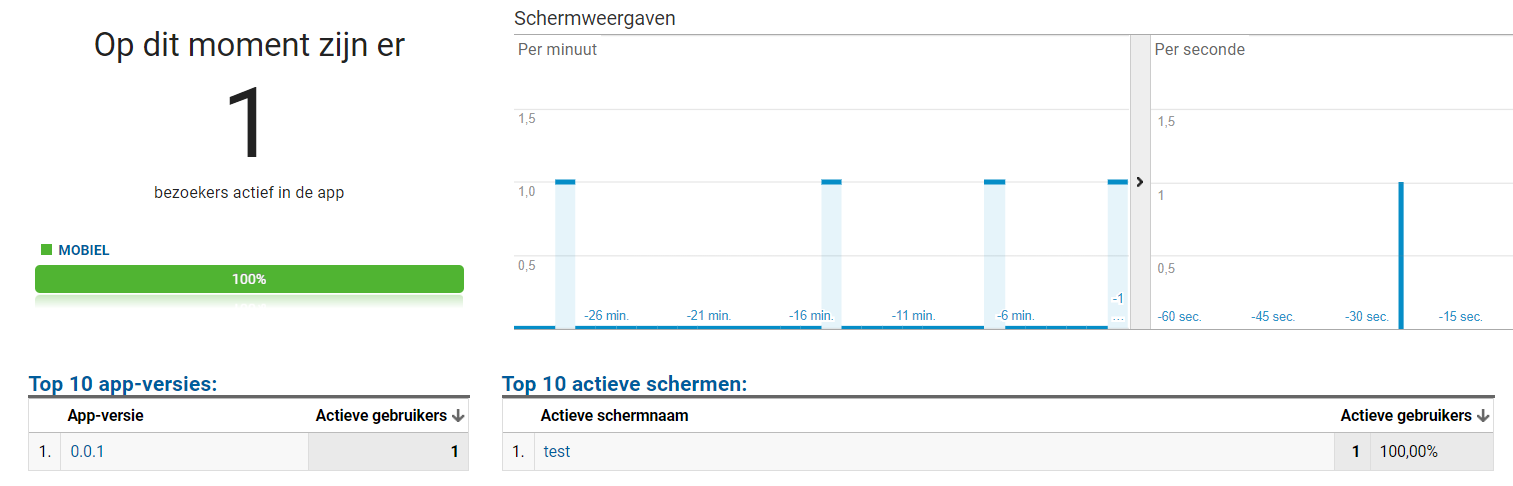 Op dit moment zijn er
1
bezoekers actief in de app
MOBIEL
100%
Schermweergaven
Per minuut
1,5
1,0
0,5
-26 min.
-21 min.
-16 min.
-11 min.
-6 min.
-1
...
Per seconde
1,5
1
0,5
-60 sec.
-45 sec.
-30 sec.
-15 sec.
Top 10 app-versies:
App-versie Actieve gebruikers
1. 0.0.1 1
Top 10 actieve schermen:
Actieve schermnaam Actieve gebruikers
1. test 1 100,00%